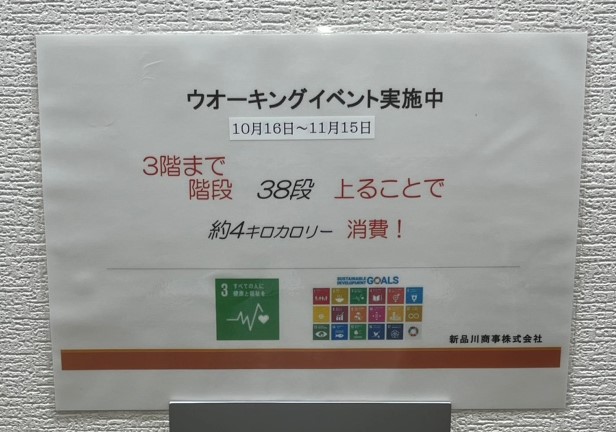 ウオーキングイベント実施中
10月16日～11月15日
3階まで
階段 38段 上ることで
約4キロカロリー 消費！
3 すべての人に
健康と福祉を
SUSTAINABLE
DEVELOPMENT GOALS
新品川商事株式会社